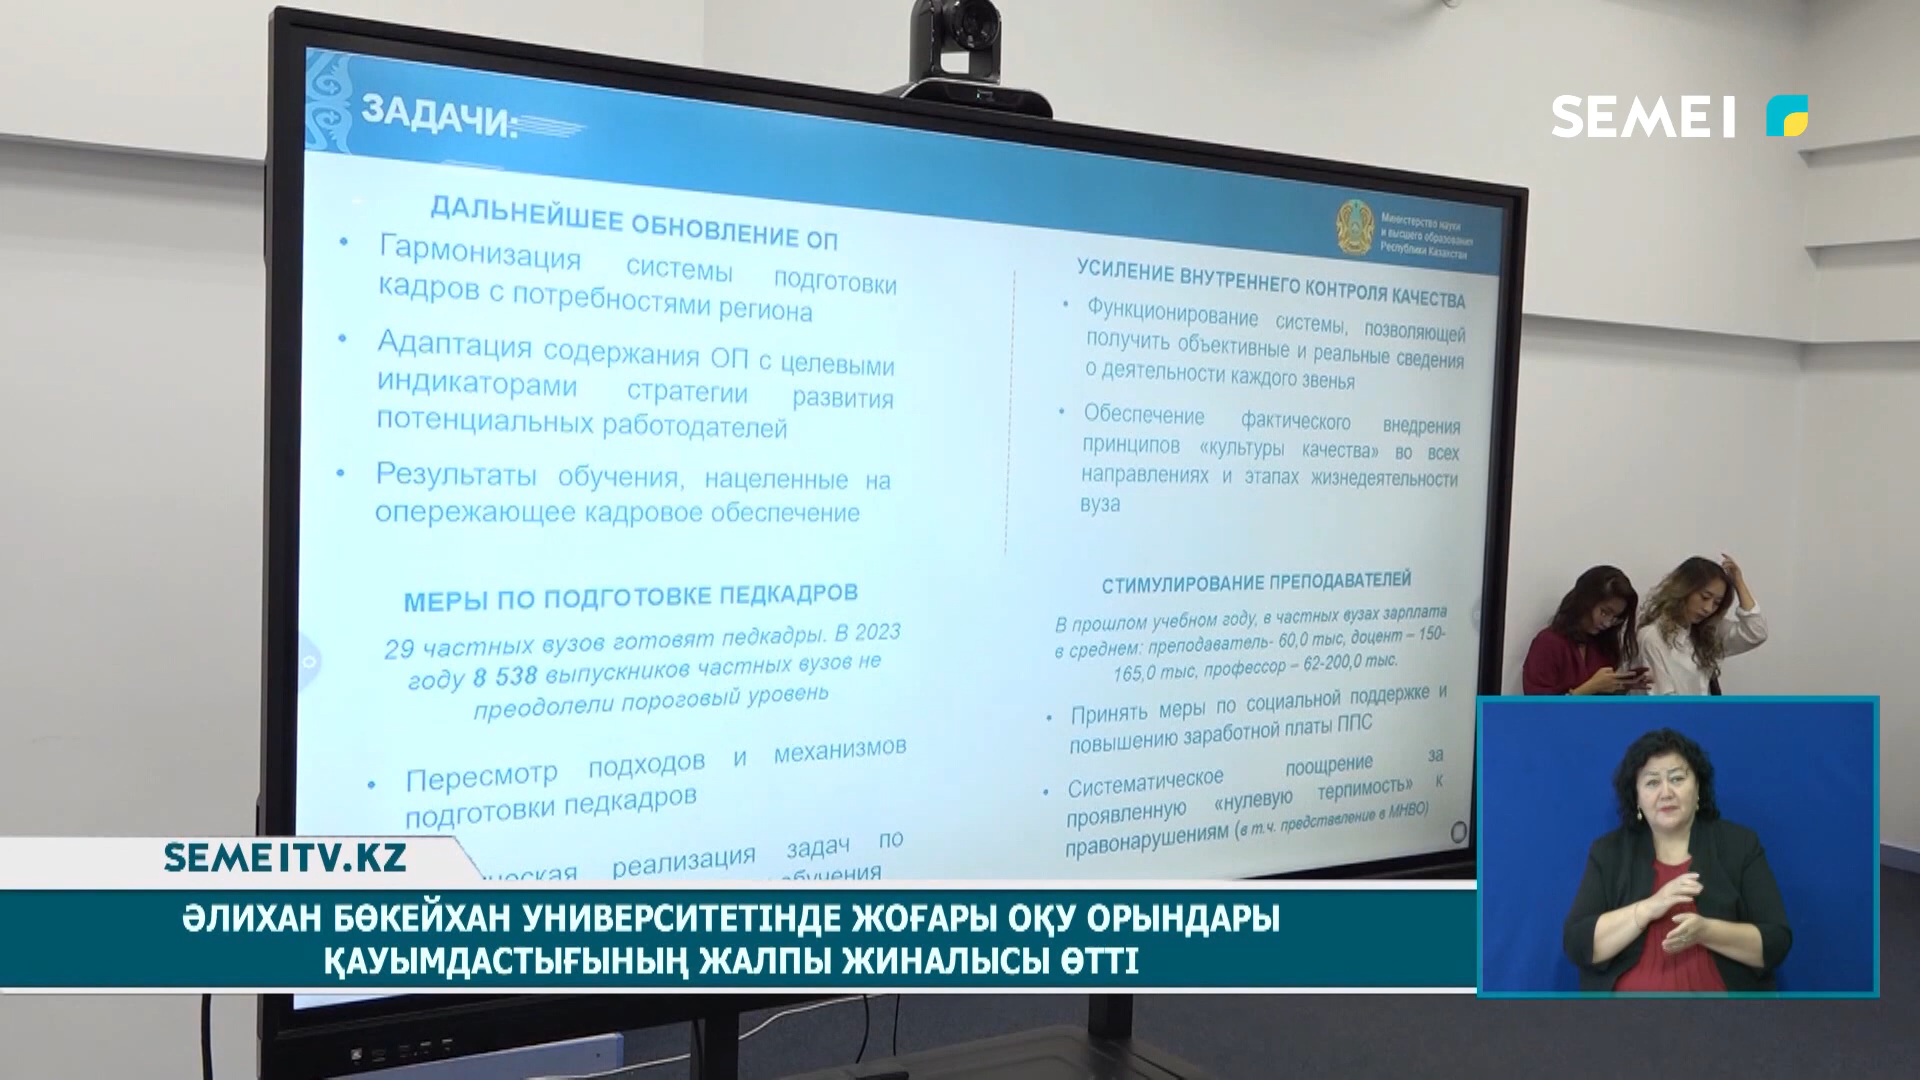 SEMEI
ЗАДАЧИ:
Министерство науки
и высшего образования
Республики Казахстан
ДАЛЬНЕЙШЕЕ ОБНОВЛЕНИЕ ОП
• Гармонизация системы подготовки
кадров с потребностями региона
• Адаптация содержания ОП с целевыми
индикаторами стратегии развития
потенциальных работодателей
• Результаты обучения, нацеленные на
опережающее кадровое обеспечение
УСИЛЕНИЕ ВНУТРЕННЕГО КОНТРОЛЯ КАЧЕСТВА
• Функционирование системы, позволяющей
получить объективные и реальные сведения
о деятельности каждого звенья
• Обеспечение фактического внедрения
принципов «культуры качества» во всех
направлениях и этапах жизнедеятельности
вуза
МЕРЫ ПО ПОДГОТОВКЕ ПЕДКАДРОВ
29 частных вузов готовят педкадры. В 2023
году 8 538 выпускников частных вузов не
преодолели пороговый уровень
• Пересмотр подходов и механизмов
подготовки педкадров
реализация задач по
обучения
СТИМУЛИРОВАНИЕ ПРЕПОДАВАТЕЛЕЙ
В прошлом учебном году, в частных вузах зарплата
в среднем: преподаватель- 60,0 тыс, доцент – 150-
165,0 тыс, профессор – 62-200,0 тыс.
• Принять меры по социальной поддержке и
повышению заработной платы ППС
• Систематическое поощрение за
проявленную «нулевую терпимость» к
правонарушениям (в т.ч. представление в МНВО)
SEMEITV.KZ
ӘЛИХАН БӨКЕЙХАН УНИВЕРСИТЕТІНДЕ ЖОҒАРЫ ОҚУ ОРЫНДАРЫ
ҚАУЫМДАСТЫҒЫНЫҢ ЖАЛПЫ ЖИНАЛЫСЫ ӨТТІ